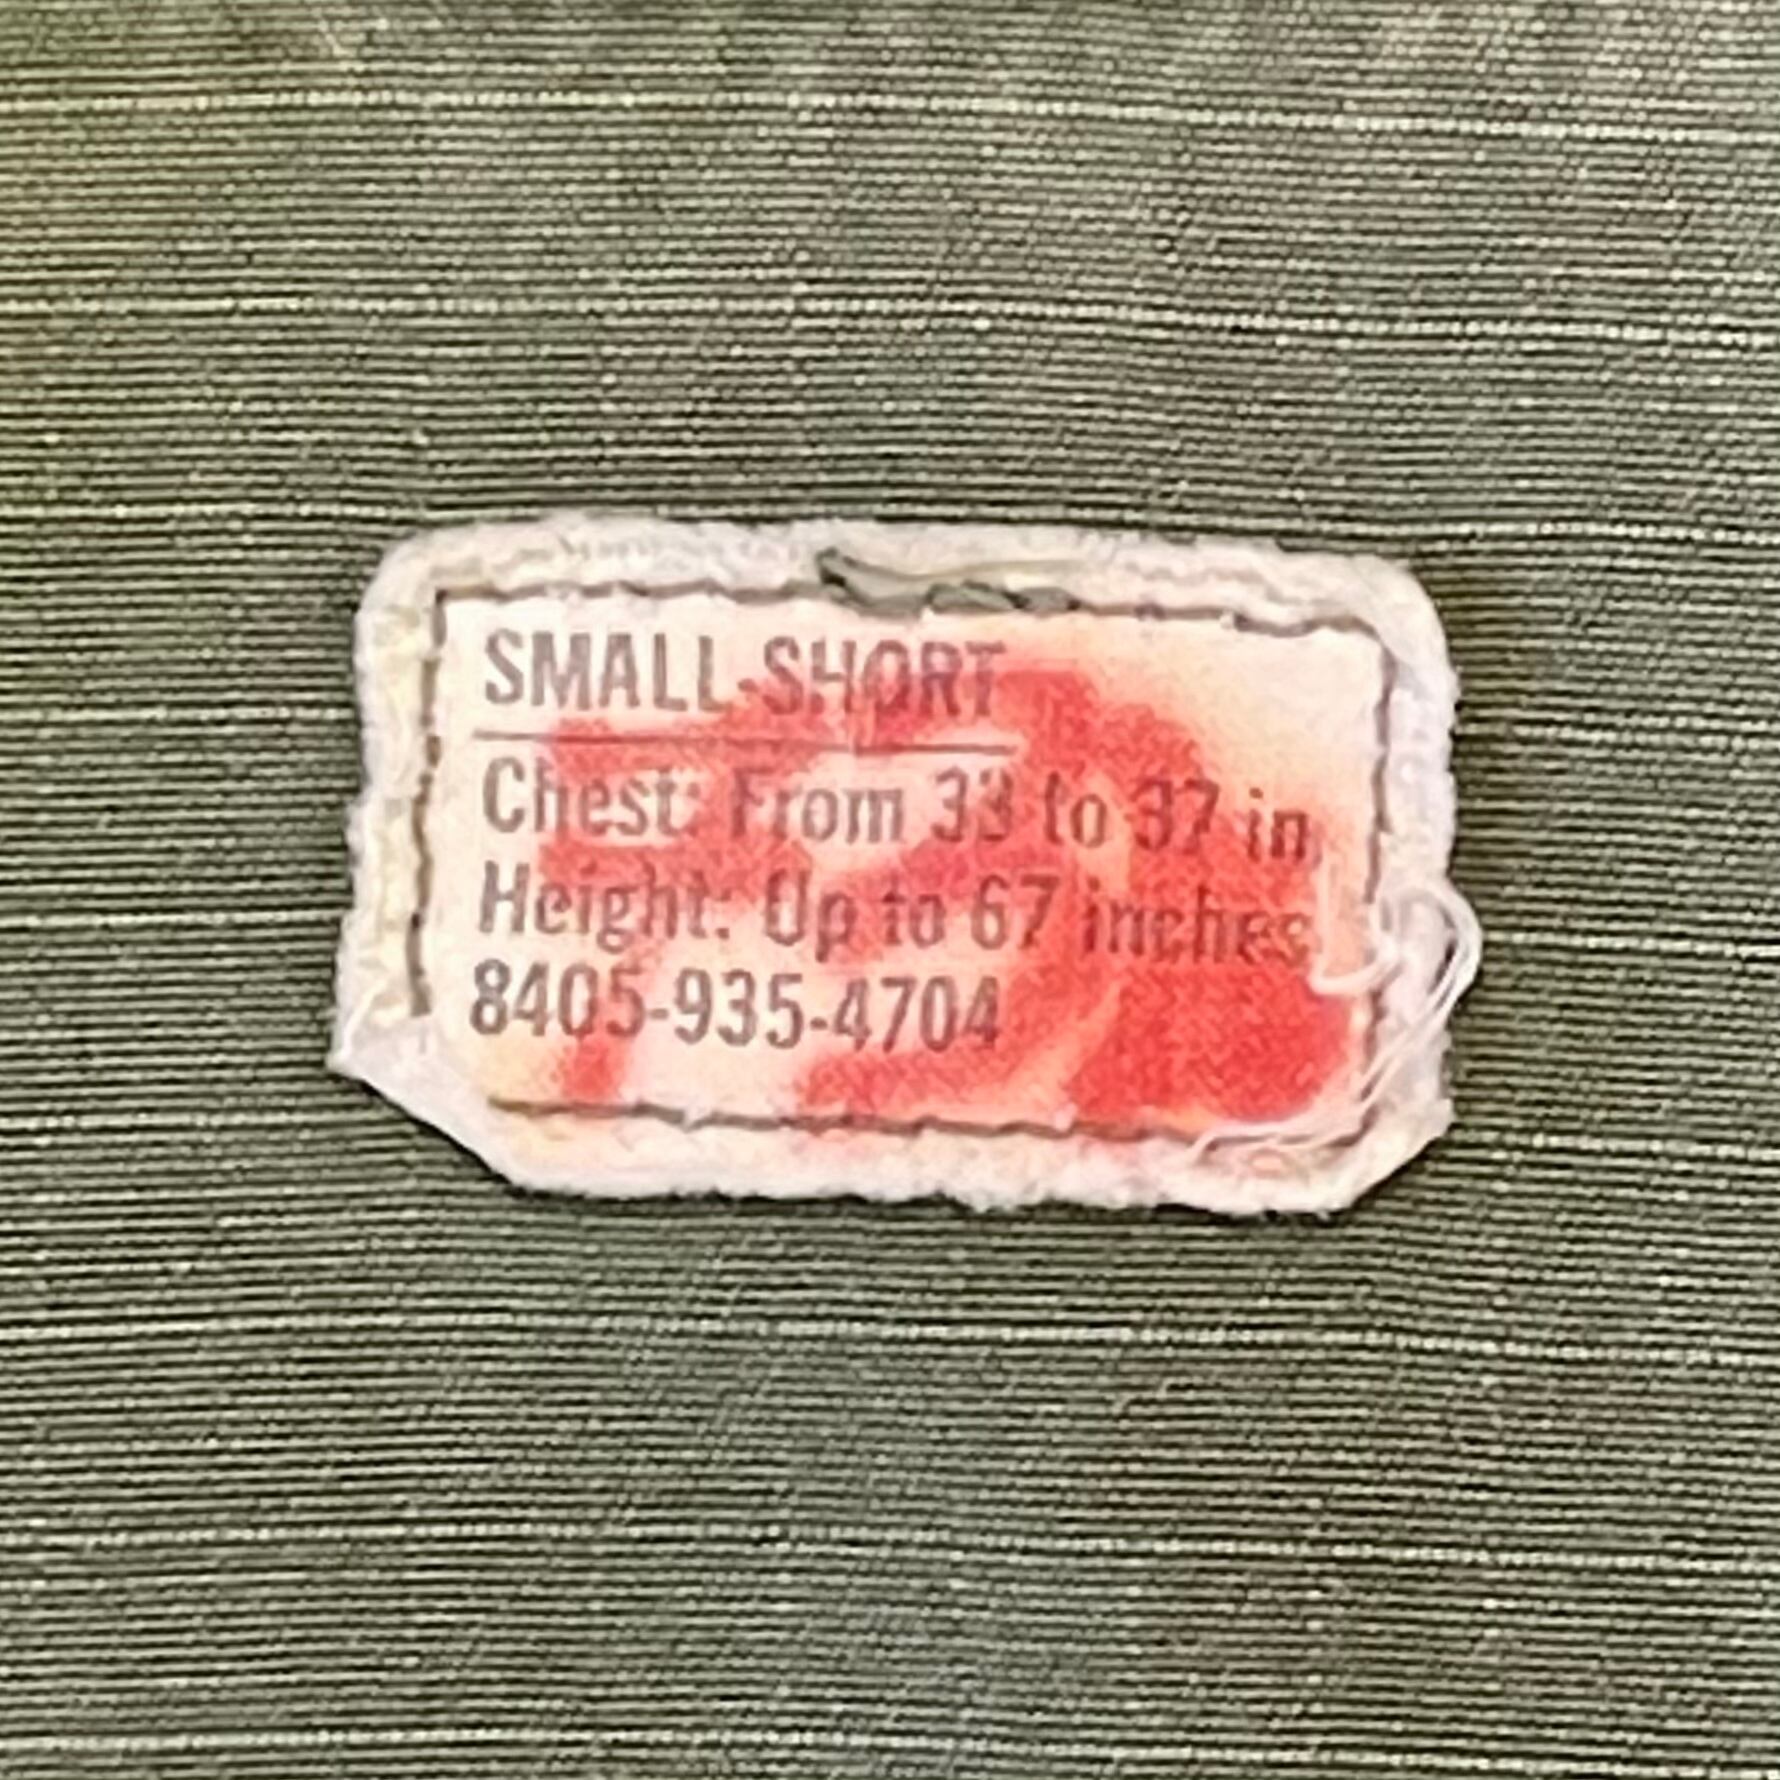 SMALL-SHORT
Chest: From 33 to 37 in.
Height: Up to 67 inches
8405-935-4704